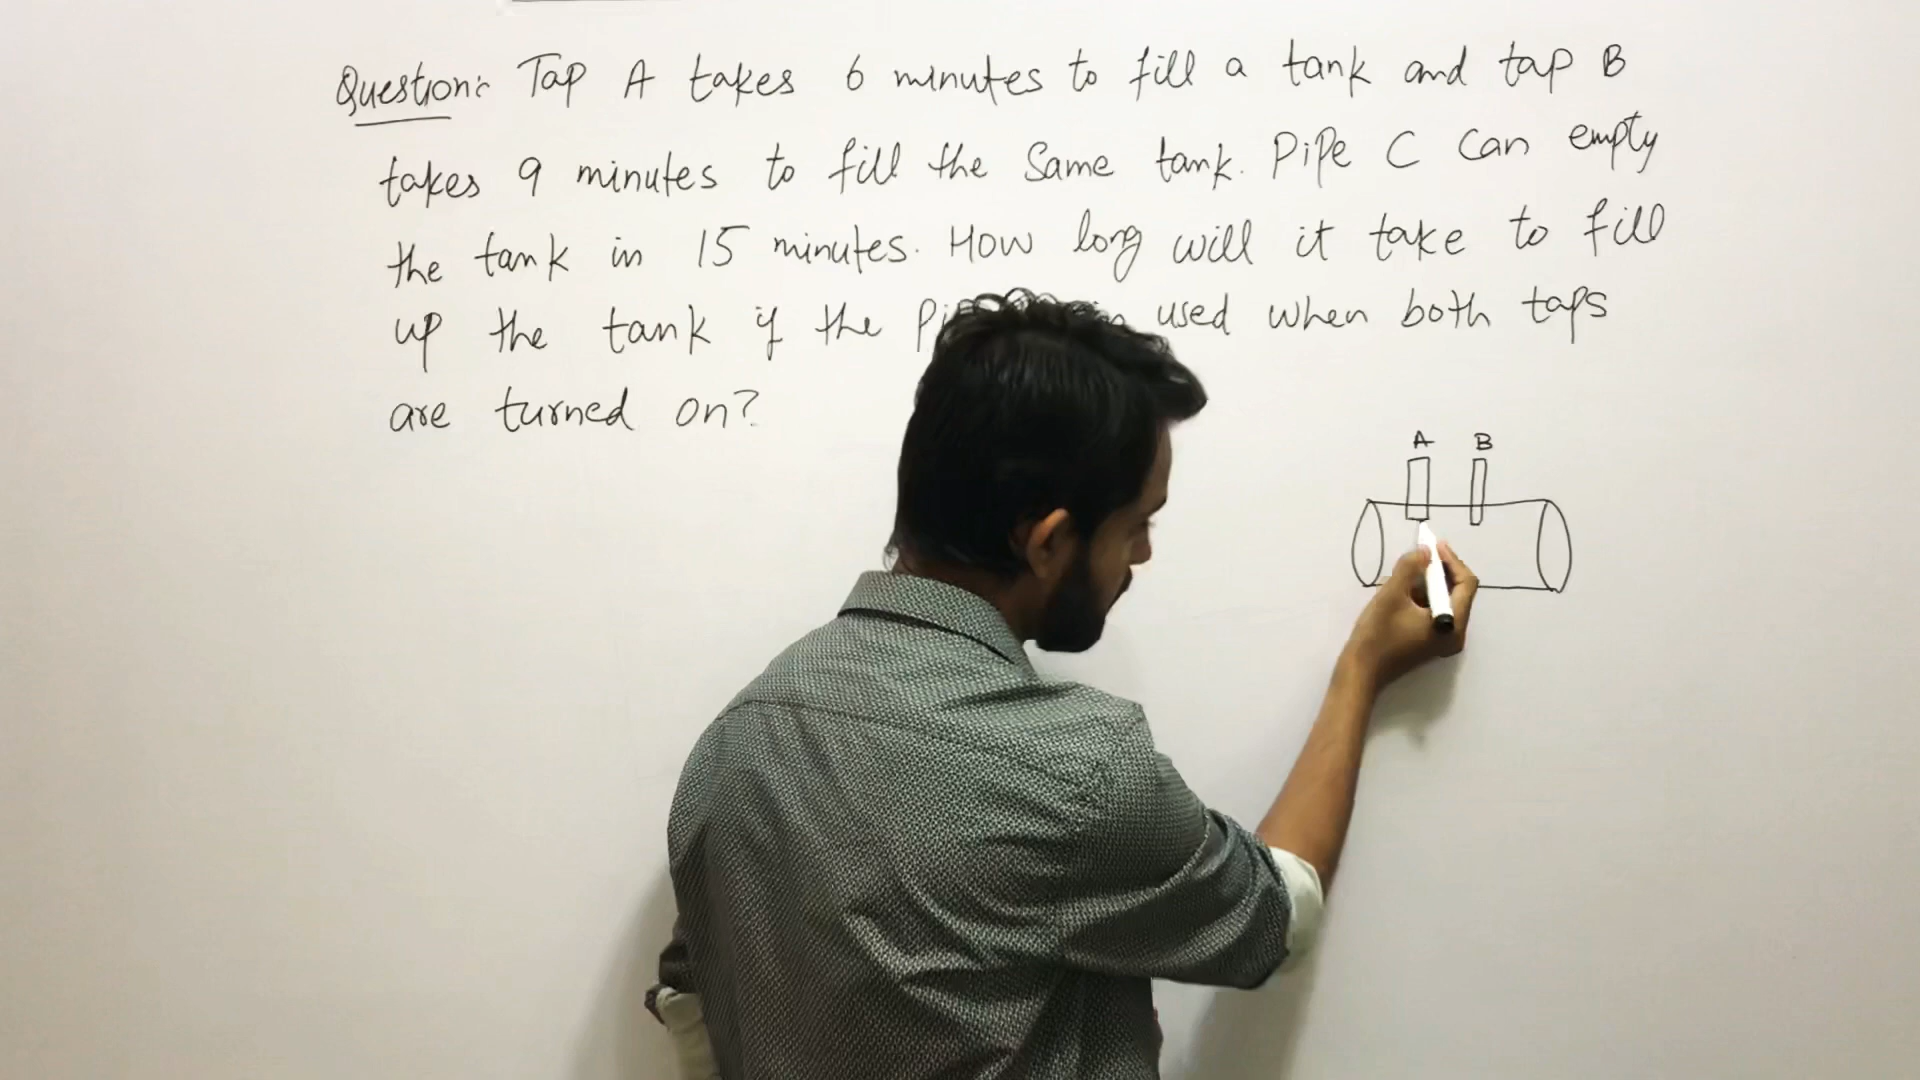 Question: Tap A takes 6 minutes to fill a tank and tap B
takes 9 minutes to fill the same tank. Pipe C can empty
the tank in 15 minutes. How long will it take to fill
up the tank if the used when both taps
are turned on?
A B